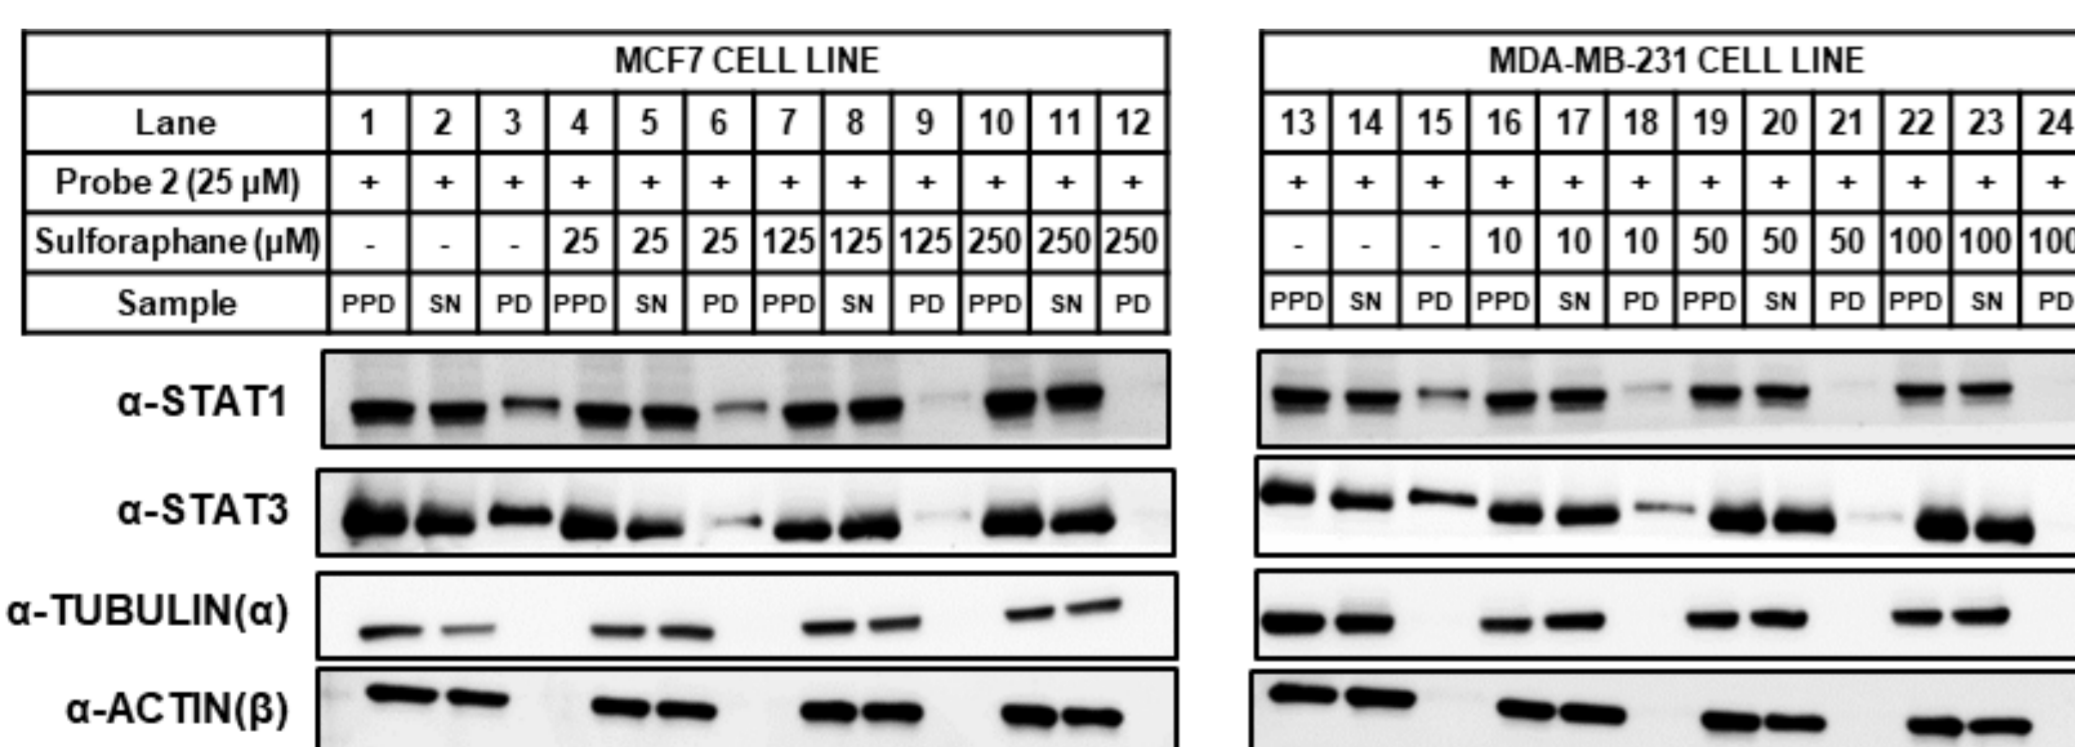 MCF7 CELL LINE
Lane 1 2 3 4 5 6 7 8 9 10 11 12
Probe 2 (25 µM) + + + + + + + + + + + +
Sulforaphane (µM) - - - 25 25 25 125 125 125 250 250 250
Sample PPD SN PD PPD SN PD PPD SN PD PPD SN PD
MDA-MB-231 CELL LINE
13 14 15 16 17 18 19 20 21 22 23 24
+ + + + + + + + + + + +
- - - 10 10 10 50 50 50 100 100 100
PPD SN PD PPD SN PD PPD SN PD PPD SN PD
α-STAT1
α-STAT3
α-TUBULIN(α)
α-ACTIN(β)